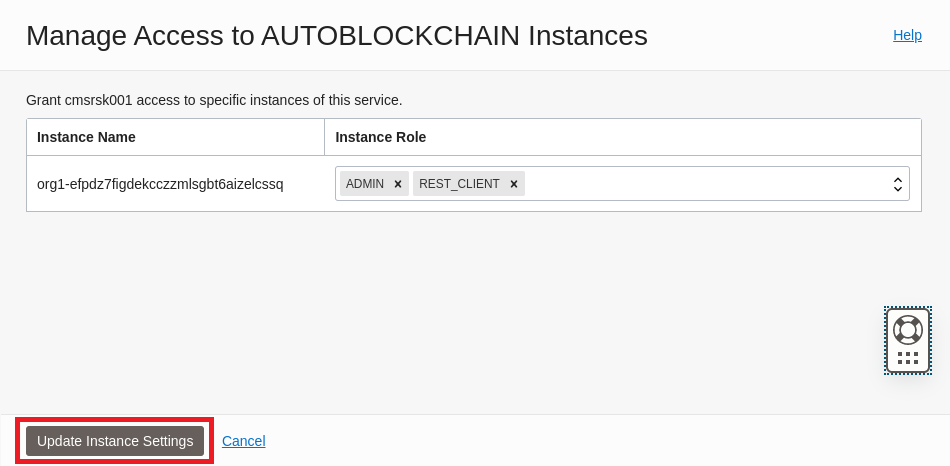 Manage Access to AUTOBLOCKCHAIN Instances
Help
Grant cmsrsk001 access to specific instances of this service.
Instance Name Instance Role
org1-efpdz7figdekcczzmlsgbt6aizelcssq ADMIN × REST_CLIENT ×
Update Instance Settings Cancel